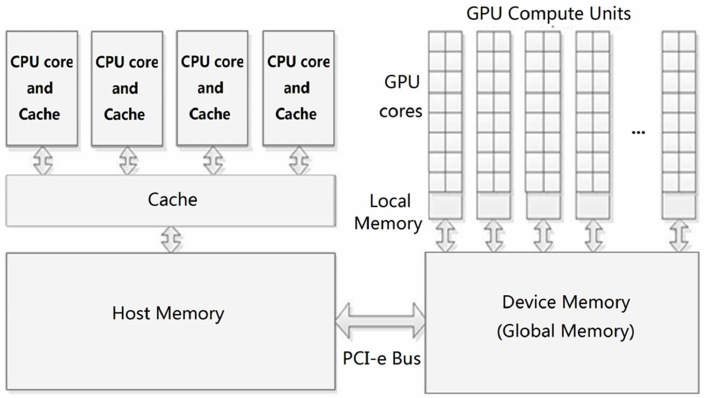 GPU Compute Units
CPU core
and
Cache
CPU core
and
Cache
CPU core
and
Cache
CPU core
and
Cache
GPU
cores
...
Cache
Local
Memory
Host Memory
Device Memory
(Global Memory)
PCI-e Bus